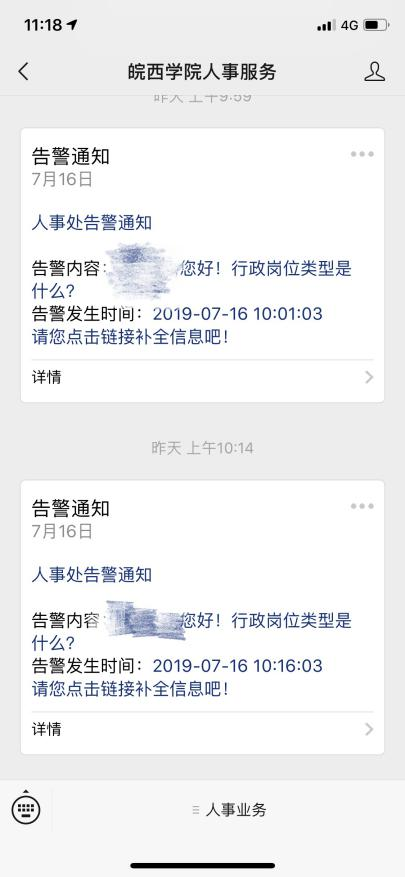 11:18
4G
皖西学院人事服务
昨天 上午9:59
告警通知
7月16日
人事处告警通知
告警内容: 您好！行政岗位类型是
什么？
告警发生时间：2019-07-16 10:01:03
请您点击链接补全信息吧！
详情
昨天 上午10:14
告警通知
7月16日
人事处告警通知
告警内容 您好！行政岗位类型是
什么？
告警发生时间：2019-07-16 10:16:03
请您点击链接补全信息吧！
详情
人事业务